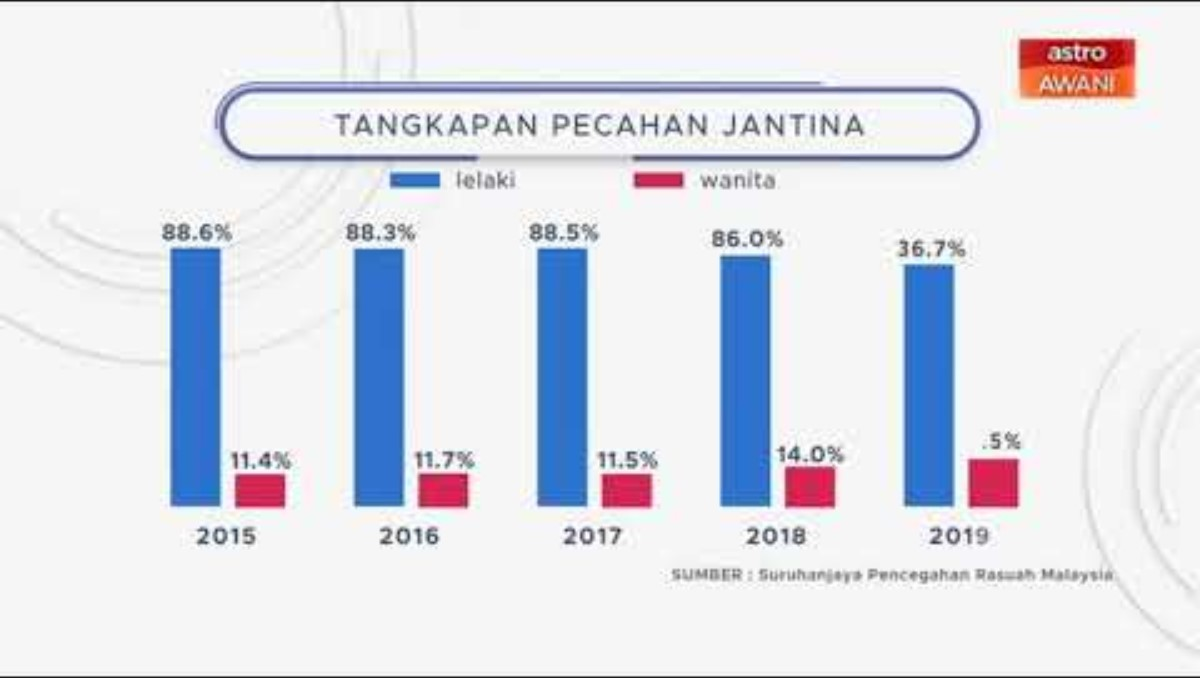 astro
AWANI
TANGKAPAN PECAHAN JANTINA
lelaki wanita
88.6% 88.3% 88.5% 86.0% 36.7%
11.4% 11.7% 11.5% 14.0% .5%
2015 2016 2017 2018 2019
SUMBER : Suruhanjaya Pencegahan Rasuah Malaysia